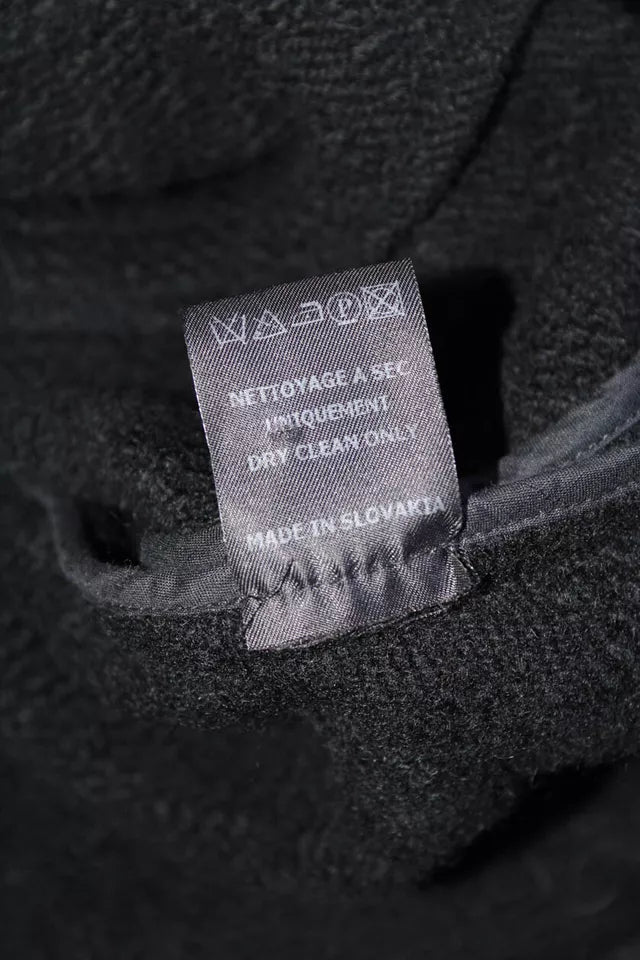 NETTOYAGE A SEC
UNIQUEMENT
DRY CLEAN ONLY
MADE IN SLOVAKIA